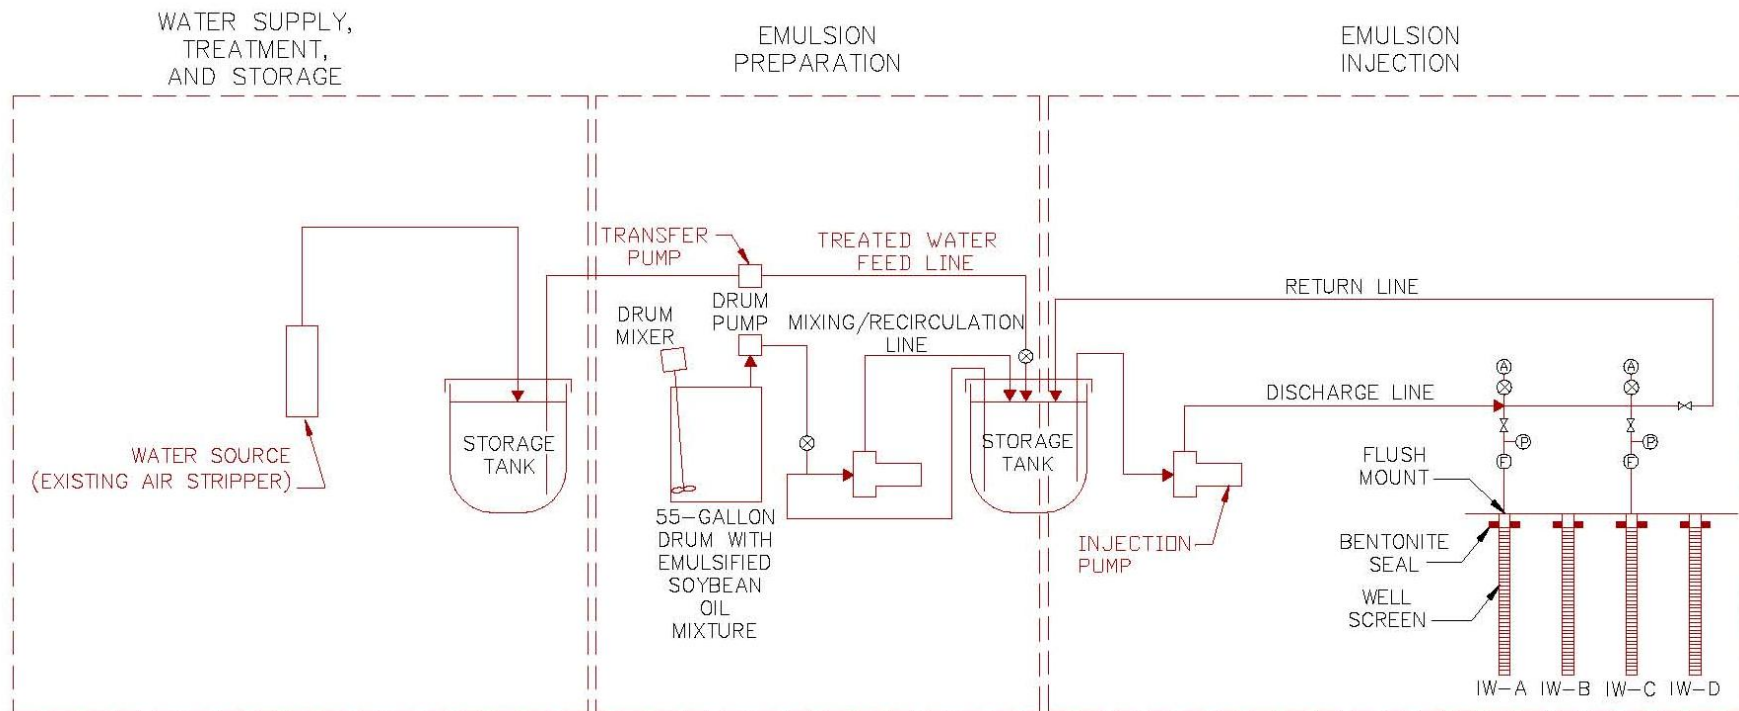 WATER SUPPLY,
TREATMENT,
AND STORAGE
EMULSION
PREPARATION
EMULSION
INJECTION
TRANSFER
PUMP
TREATED WATER
FEED LINE
DRUM
MIXER
DRUM
PUMP
MIXING/RECIRCULATION
LINE
RETURN LINE
DISCHARGE LINE
A
A
P
P
F
F
WATER SOURCE
(EXISTING AIR STRIPPER)
STORAGE
TANK
STORAGE
TANK
55-GALLON
DRUM WITH
EMULSIFIED
SOYBEAN
OIL
MIXTURE
INJECTION
PUMP
FLUSH
MOUNT
BENTONITE
SEAL
WELL
SCREEN
IW-A IW-B IW-C IW-D